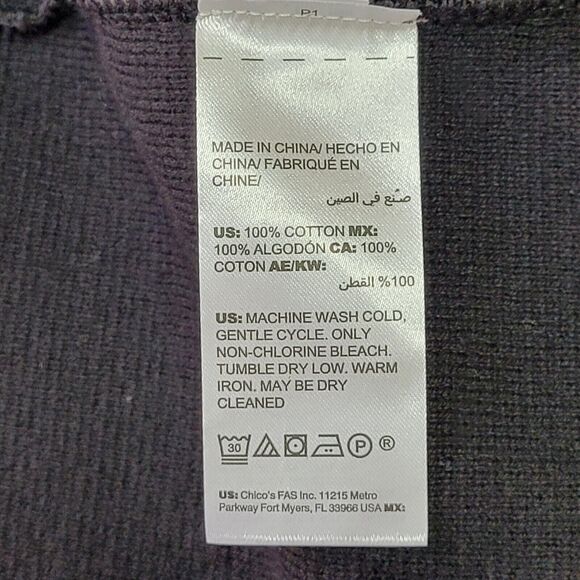 P1
MADE IN CHINA/ HECHO EN
CHINA/ FABRIQUÉ EN
CHINE/
صنع في الصين
US: 100% COTTON MX:
100% ALGODÓN CA: 100%
COTON AE/KW:
100% القطن
US: MACHINE WASH COLD,
GENTLE CYCLE. ONLY
NON-CHLORINE BLEACH.
TUMBLE DRY LOW. WARM
IRON. MAY BE DRY
CLEANED
30 P ®
US: Chico's FAS Inc. 11215 Metro
Parkway Fort Myers, FL 33966 USA MX: